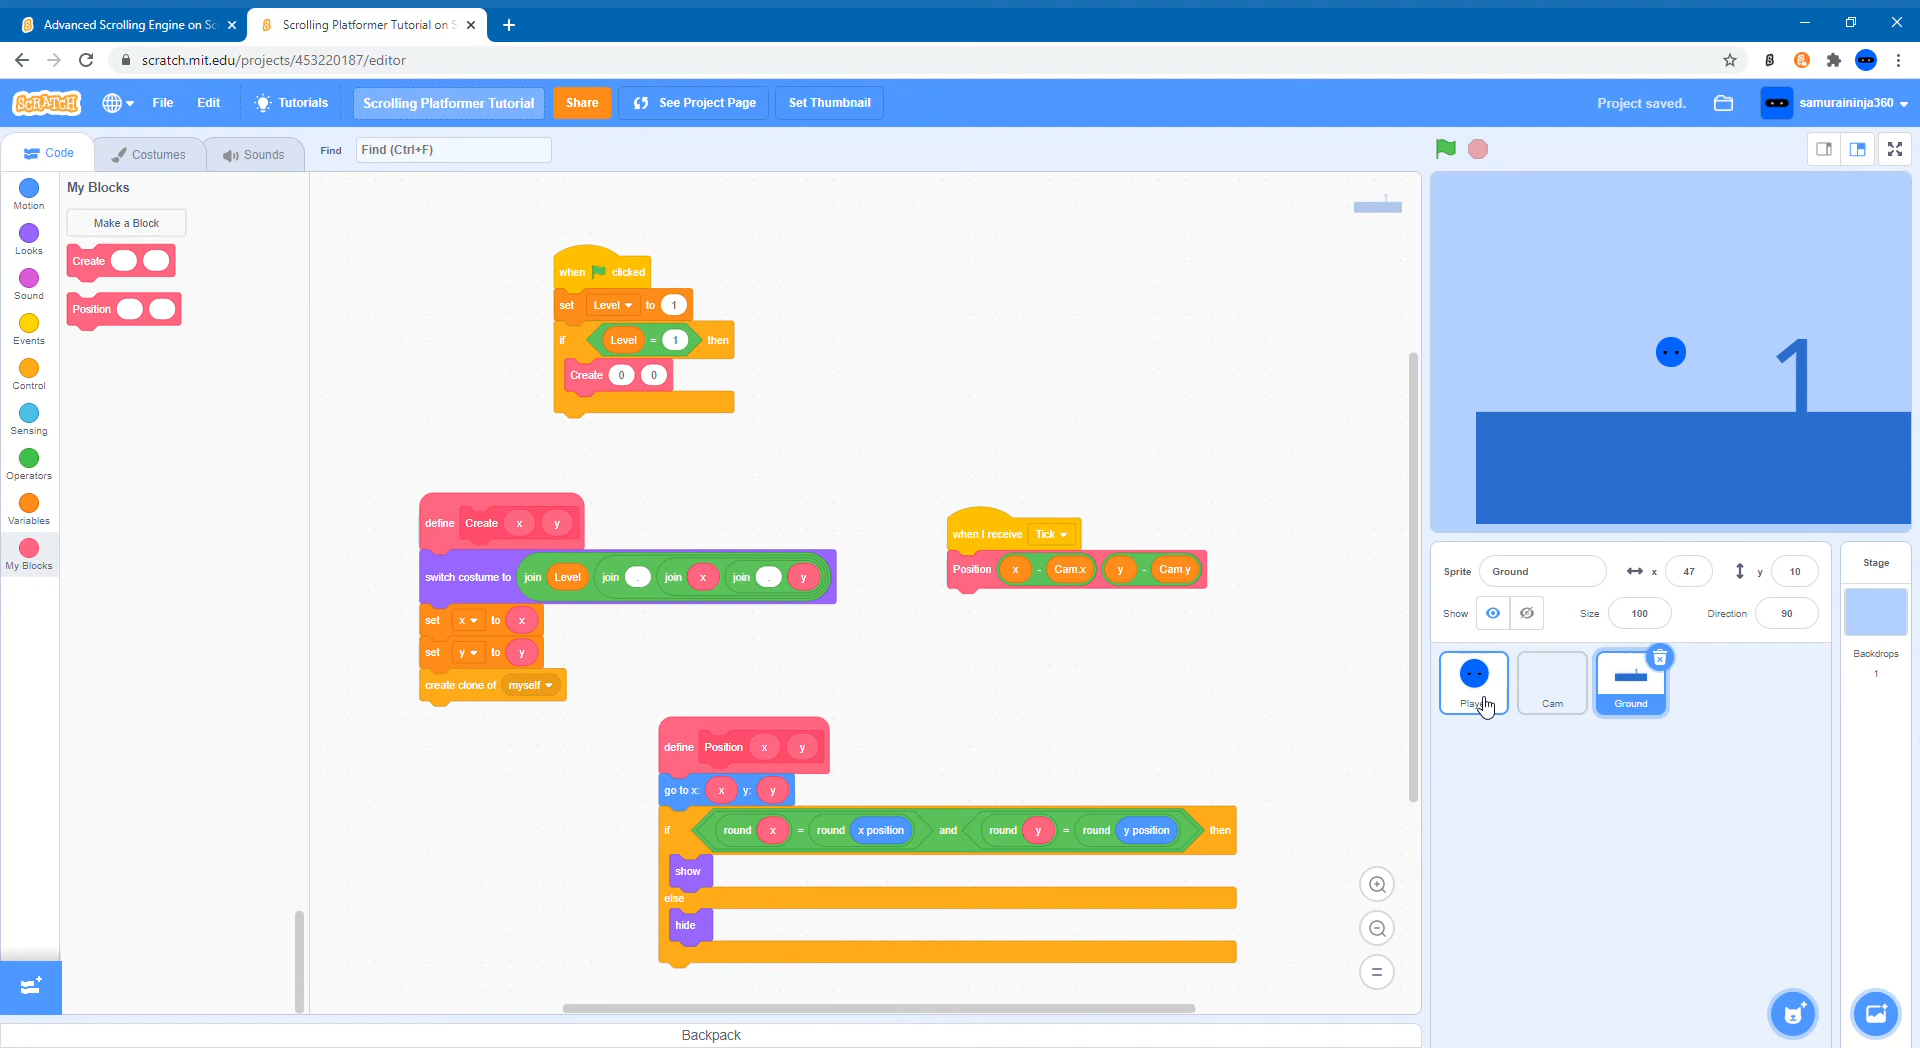 Advanced Scrolling Engine on Sc
Scrolling Platformer Tutorial on S
scratch.mit.edu/projects/453220187/editor
SCRATCH
File
Edit
Tutorials
Scrolling Platformer Tutorial
Share
See Project Page
Set Thumbnail
Project saved.
samuraininja360
Code
Costumes
Sounds
Find
Find (Ctrl+F)
Motion
Looks
Sound
Events
Control
Sensing
Operators
Variables
My Blocks
My Blocks
Make a Block
Create
Position
when clicked
set Level to 1
if Level = 1 then
Create 0 0
define Create x y
switch costume to join Level join . join x join . y
set x to x
set y to y
create clone of myself
when I receive Tick
Position x - Cam.x y - Cam.y
define Position x y
go to x: x y: y
if round x = round x position and round y = round y position then
show
else
hide
1
1
Sprite Ground x 47 y 10
Show Size 100 Direction 90
Cam
Ground
Stage
Backdrops
1
Backpack